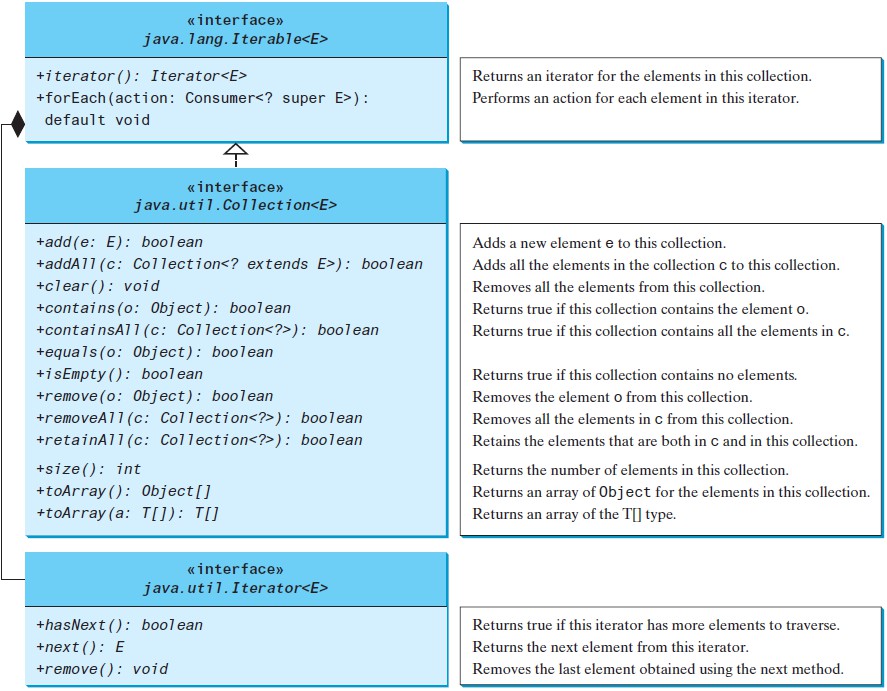 «interface»
java.lang.Iterable<E>
+iterator(): Iterator<E>
+forEach(action: Consumer<? super E>):
default void
Returns an iterator for the elements in this collection.
Performs an action for each element in this iterator.
«interface»
java.util.Collection<E>
+add(e: E): boolean
+addAll(c: Collection<? extends E>): boolean
+clear(): void
+contains(o: Object): boolean
+containsAll(c: Collection<?>): boolean
+equals(o: Object): boolean
+isEmpty(): boolean
+remove(o: Object): boolean
+removeAll(c: Collection<?>): boolean
+retainAll(c: Collection<?>): boolean
+size(): int
+toArray(): Object[]
+toArray(a: T[]): T[]
Adds a new element e to this collection.
Adds all the elements in the collection c to this collection.
Removes all the elements from this collection.
Returns true if this collection contains the element o.
Returns true if this collection contains all the elements in c.
Returns true if this collection contains no elements.
Removes the element o from this collection.
Removes all the elements in c from this collection.
Retains the elements that are both in c and in this collection.
Returns the number of elements in this collection.
Returns an array of Object for the elements in this collection.
Returns an array of the T[] type.
«interface»
java.util.Iterator<E>
+hasNext(): boolean
+next(): E
+remove(): void
Returns true if this iterator has more elements to traverse.
Returns the next element from this iterator.
Removes the last element obtained using the next method.